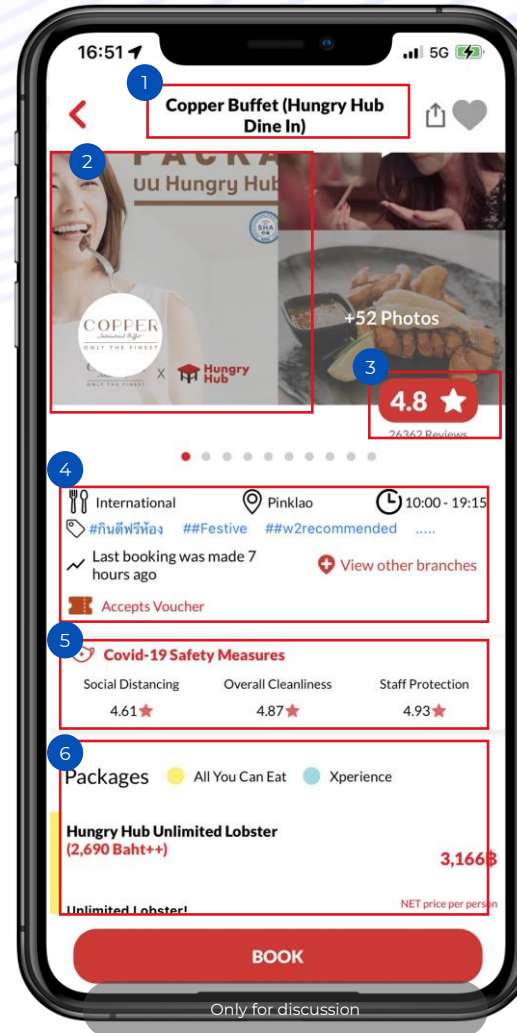 16:51
5G
1
Copper Buffet (Hungry Hub
Dine In)
2
PACKA
บน Hungry Hub
SHA
COPPER
International Buffet
ONLY THE FINEST
ONLY THE FINEST
X Hungry
Hub
+52 Photos
3
4.8
26362 Reviews
4
International Pinklao 10:00 - 19:15
#กินดีฟรีห้อง ##Festive ##w2recommended .....
Last booking was made 7
hours ago
View other branches
Accepts Voucher
5
Covid-19 Safety Measures
Social Distancing Overall Cleanliness Staff Protection
4.61 4.87 4.93
6
Packages All You Can Eat Xperience
Hungry Hub Unlimited Lobster
(2,690 Baht++)
3,166฿
NET price per person
Unlimited Lobster!
BOOK
Only for discussion